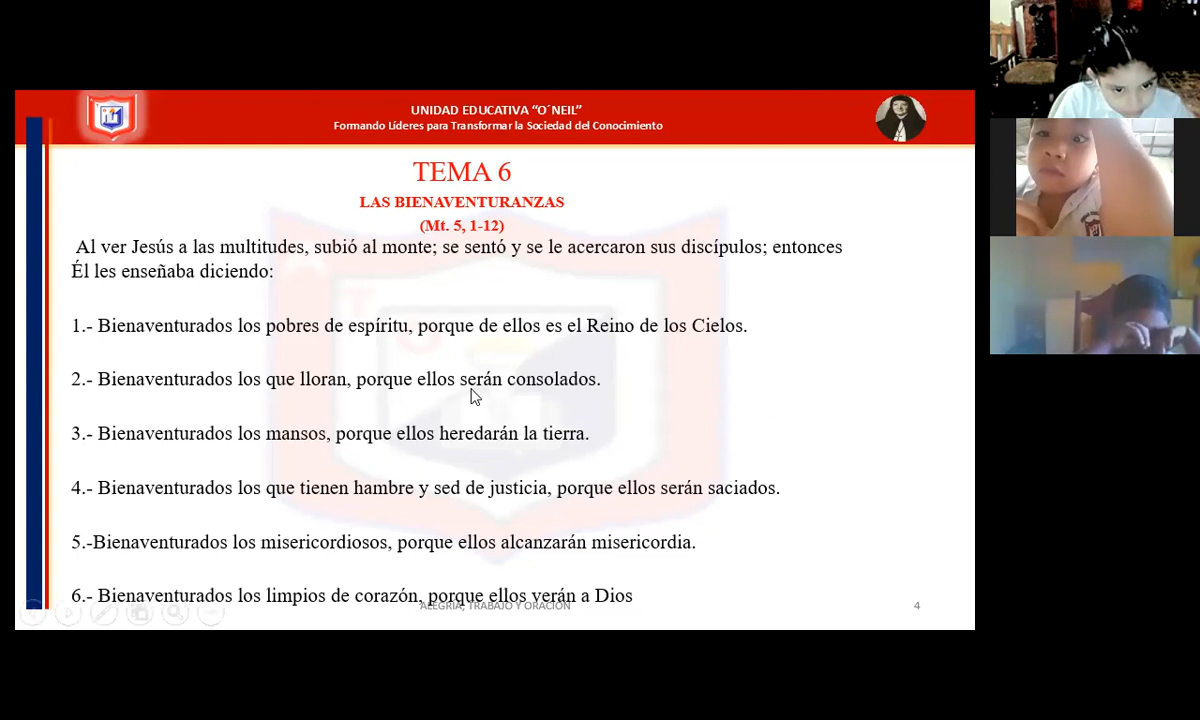 UNIDAD EDUCATIVA “O´NEIL”
Formando Líderes para Transformar la Sociedad del Conocimiento
TEMA 6
LAS BIENAVENTURANZAS
(Mt. 5, 1-12)
Al ver Jesús a las multitudes, subió al monte; se sentó y se le acercaron sus discípulos; entonces
Él les enseñaba diciendo:
1.- Bienaventurados los pobres de espíritu, porque de ellos es el Reino de los Cielos.
2.- Bienaventurados los que lloran, porque ellos serán consolados.
3.- Bienaventurados los mansos, porque ellos heredarán la tierra.
4.- Bienaventurados los que tienen hambre y sed de justicia, porque ellos serán saciados.
5.-Bienaventurados los misericordiosos, porque ellos alcanzarán misericordia.
6.- Bienaventurados los limpios de corazón, porque ellos verán a Dios
ALEGRÍA, TRABAJO Y ORACIÓN
4